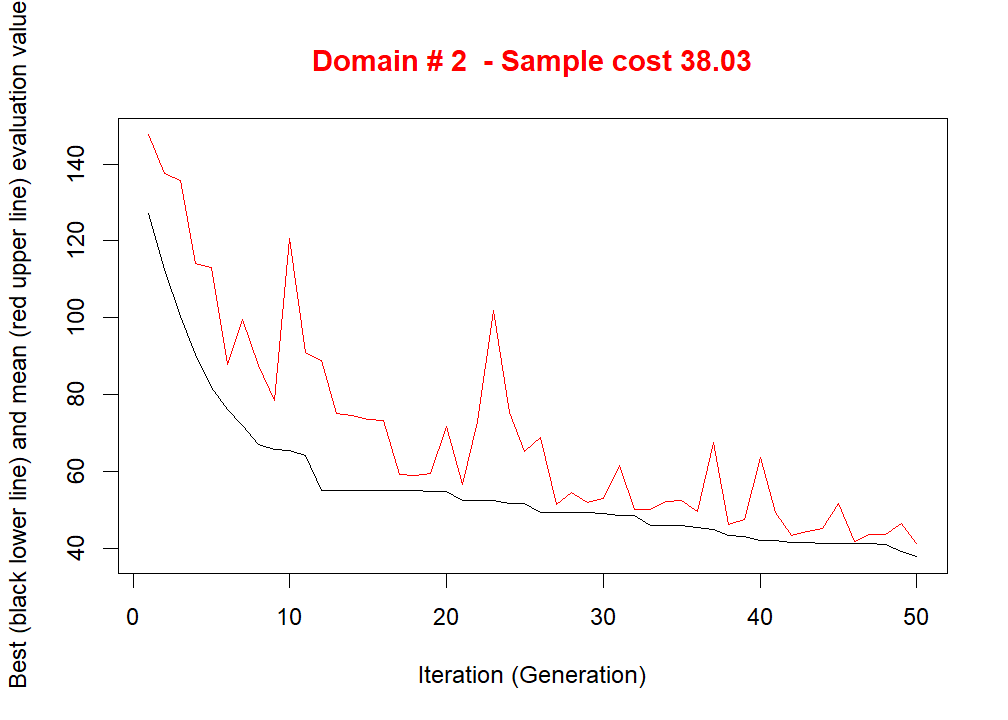 Domain # 2  - Sample cost 38.03
Best (black lower line) and mean (red upper line) evaluation value
140
120
100
80
60
40
0 10 20 30 40 50
Iteration (Generation)